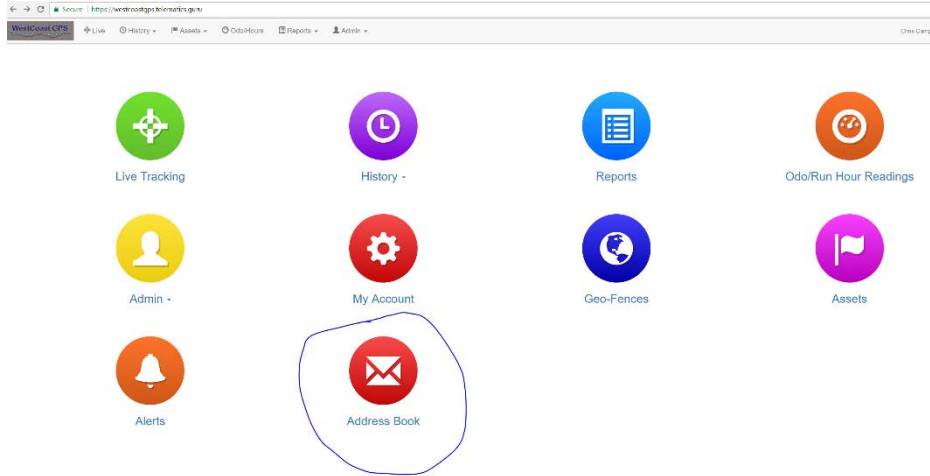 Secure | https://westcoastgps.telematics.guru
WestCoast GPS Live History Assets Odo/Hours Reports Admin
Live Tracking History Reports Odo/Run Hour Readings
Admin My Account Geo-Fences Assets
Alerts Address Book